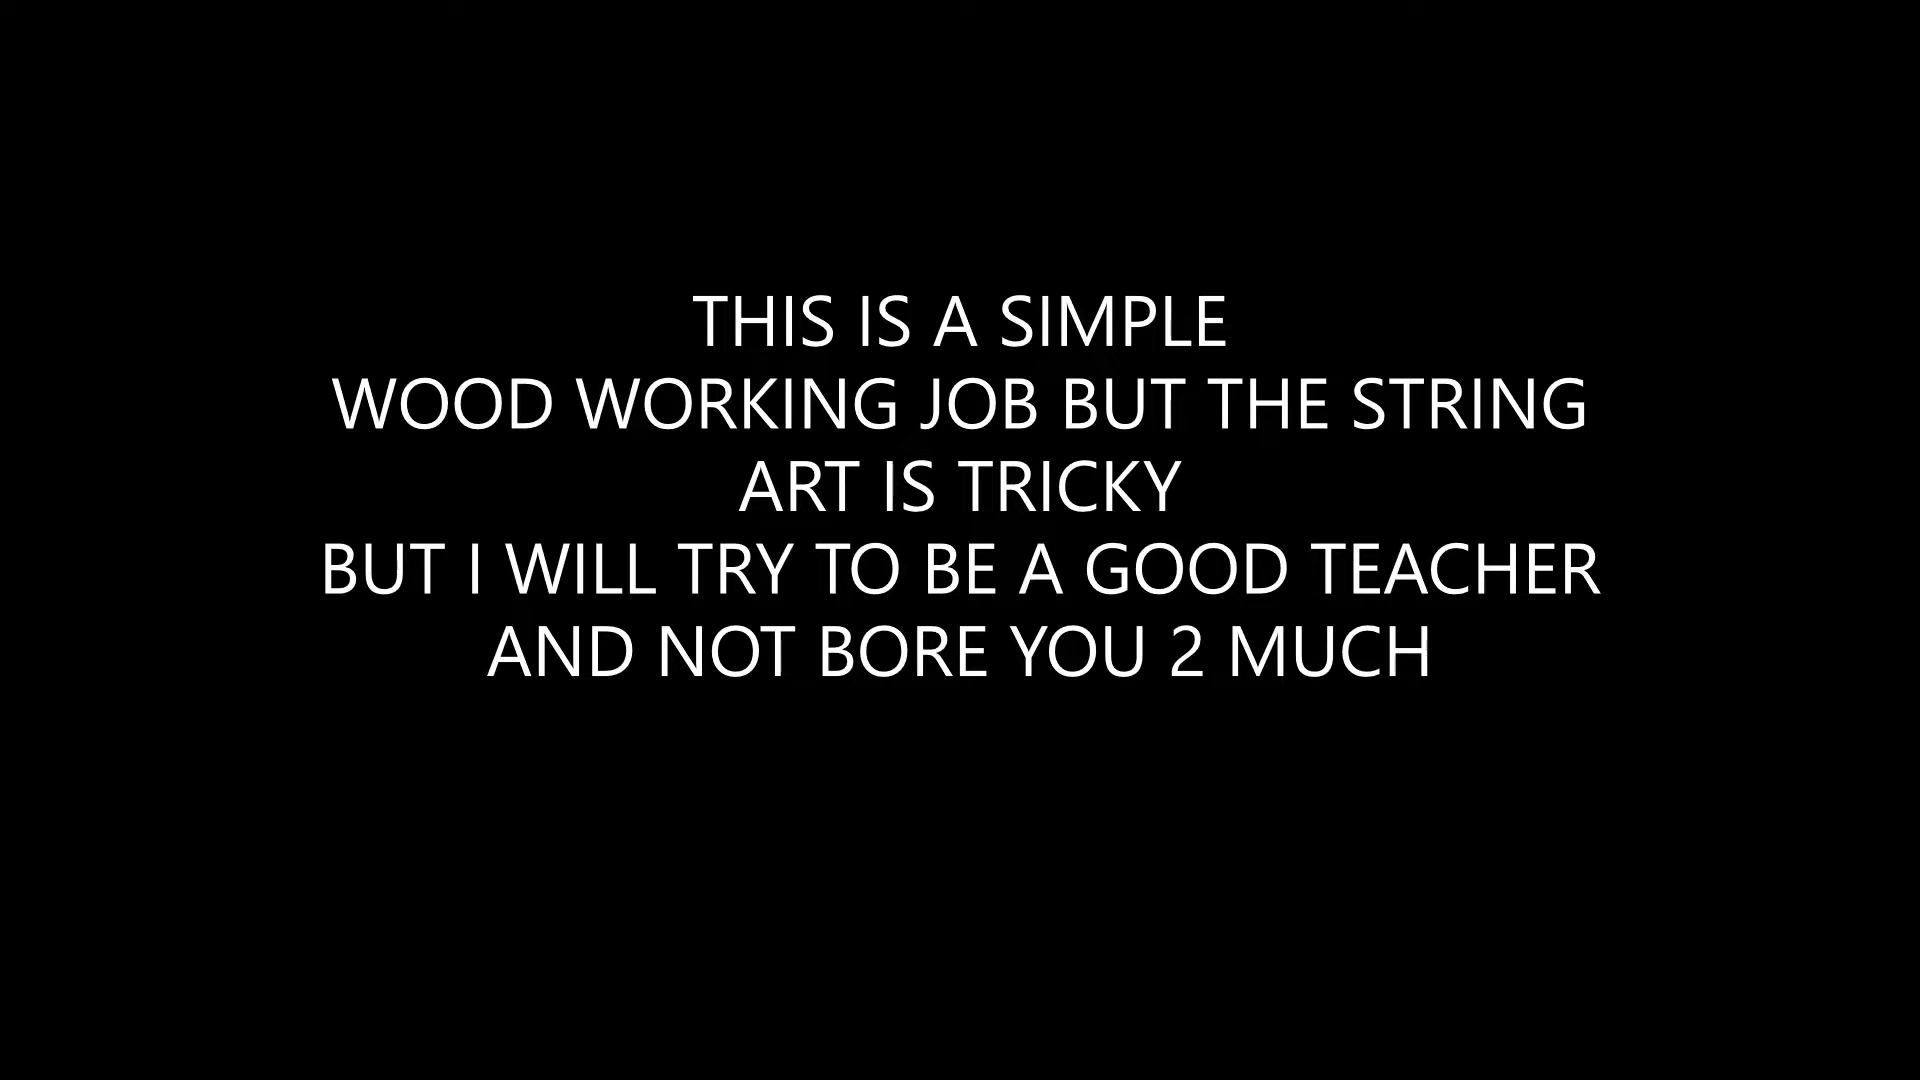 THIS IS A SIMPLE
WOOD WORKING JOB BUT THE STRING
ART IS TRICKY
BUT I WILL TRY TO BE A GOOD TEACHER
AND NOT BORE YOU 2 MUCH